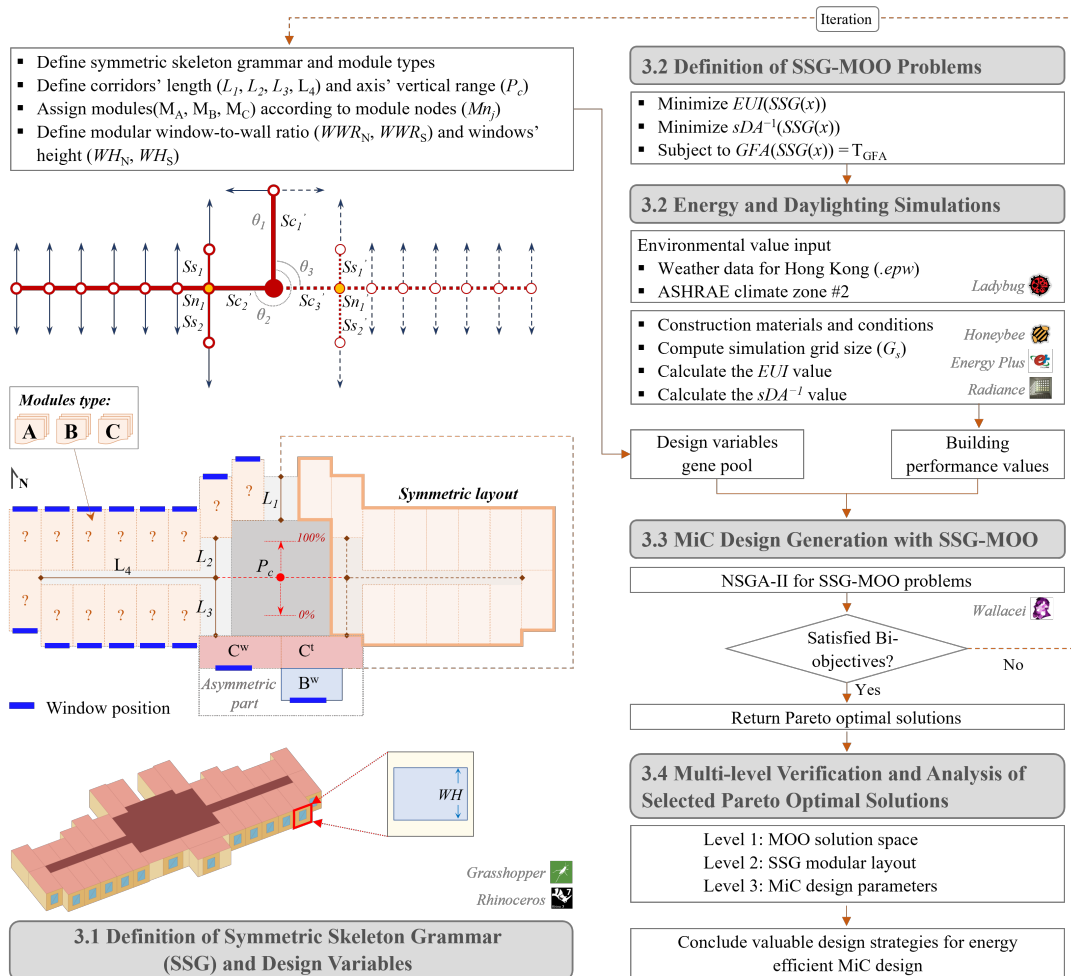 Iteration
▪ Define symmetric skeleton grammar and module types
▪ Define corridors' length (L1, L2, L3, L4) and axis' vertical range (Pc)
▪ Assign modules(MA, MB, MC) according to module nodes (Mnj)
▪ Define modular window-to-wall ratio (WWRN, WWRS) and windows'
height (WHN, WHS)
θ1
Sc1'
Ss1
θ3
Ss1'
Sn1
Sc2'
Sc3'
Sn1'
θ2
Ss2
Ss2'
Modules type:
A B C
N
Symmetric layout
?
?
L1
? ? ? ? ? ?
L2
100%
L4
Pc
L3
0%
? ? ? ? ? ?
Cw
Ct
Asymmetric
part
Bw
Window position
WH
Grasshopper
Rhinoceros
3.1 Definition of Symmetric Skeleton Grammar
(SSG) and Design Variables
3.2 Definition of SSG-MOO Problems
▪ Minimize EUI(SSG(x))
▪ Minimize sDA⁻¹(SSG(x))
▪ Subject to GFA(SSG(x)) = TGFA
3.2 Energy and Daylighting Simulations
Environmental value input
▪ Weather data for Hong Kong (.epw)
▪ ASHRAE climate zone #2
Ladybug
▪ Construction materials and conditions
▪ Compute simulation grid size (Gs)
▪ Calculate the EUI value
▪ Calculate the sDA⁻¹ value
Honeybee
Energy Plus
Radiance
Design variables
gene pool
Building
performance values
3.3 MiC Design Generation with SSG-MOO
NSGA-II for SSG-MOO problems
Wallacei
Satisfied Bi-
objectives?
No
Yes
Return Pareto optimal solutions
3.4 Multi-level Verification and Analysis of
Selected Pareto Optimal Solutions
Level 1: MOO solution space
Level 2: SSG modular layout
Level 3: MiC design parameters
Conclude valuable design strategies for energy
efficient MiC design